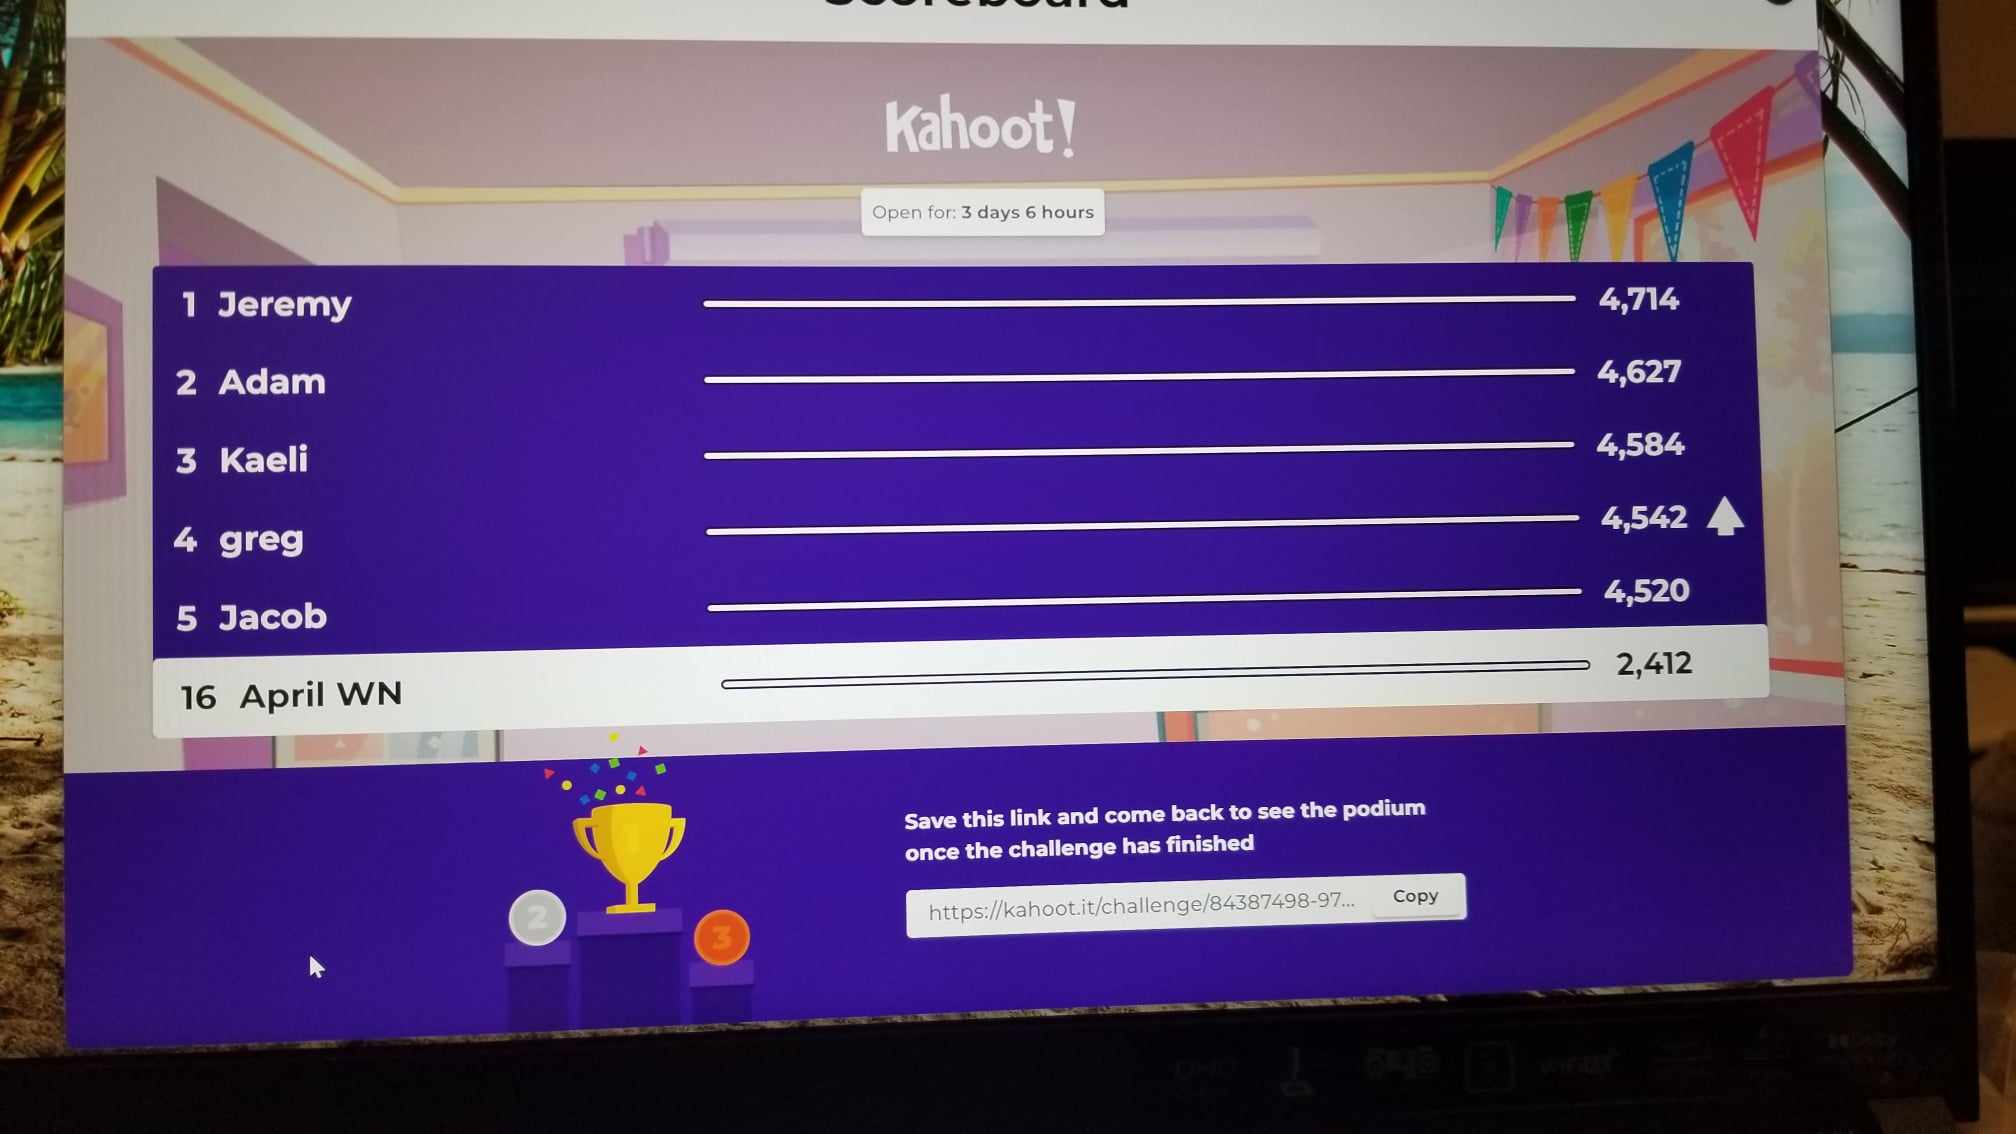 Scoreboard
Kahoot!
Open for: 3 days 6 hours
1 Jeremy 4,714
2 Adam 4,627
3 Kaeli 4,584
4 greg 4,542
5 Jacob 4,520
16 April WN 2,412
Save this link and come back to see the podium
once the challenge has finished
https://kahoot.it/challenge/84387498-97... Copy
2
3